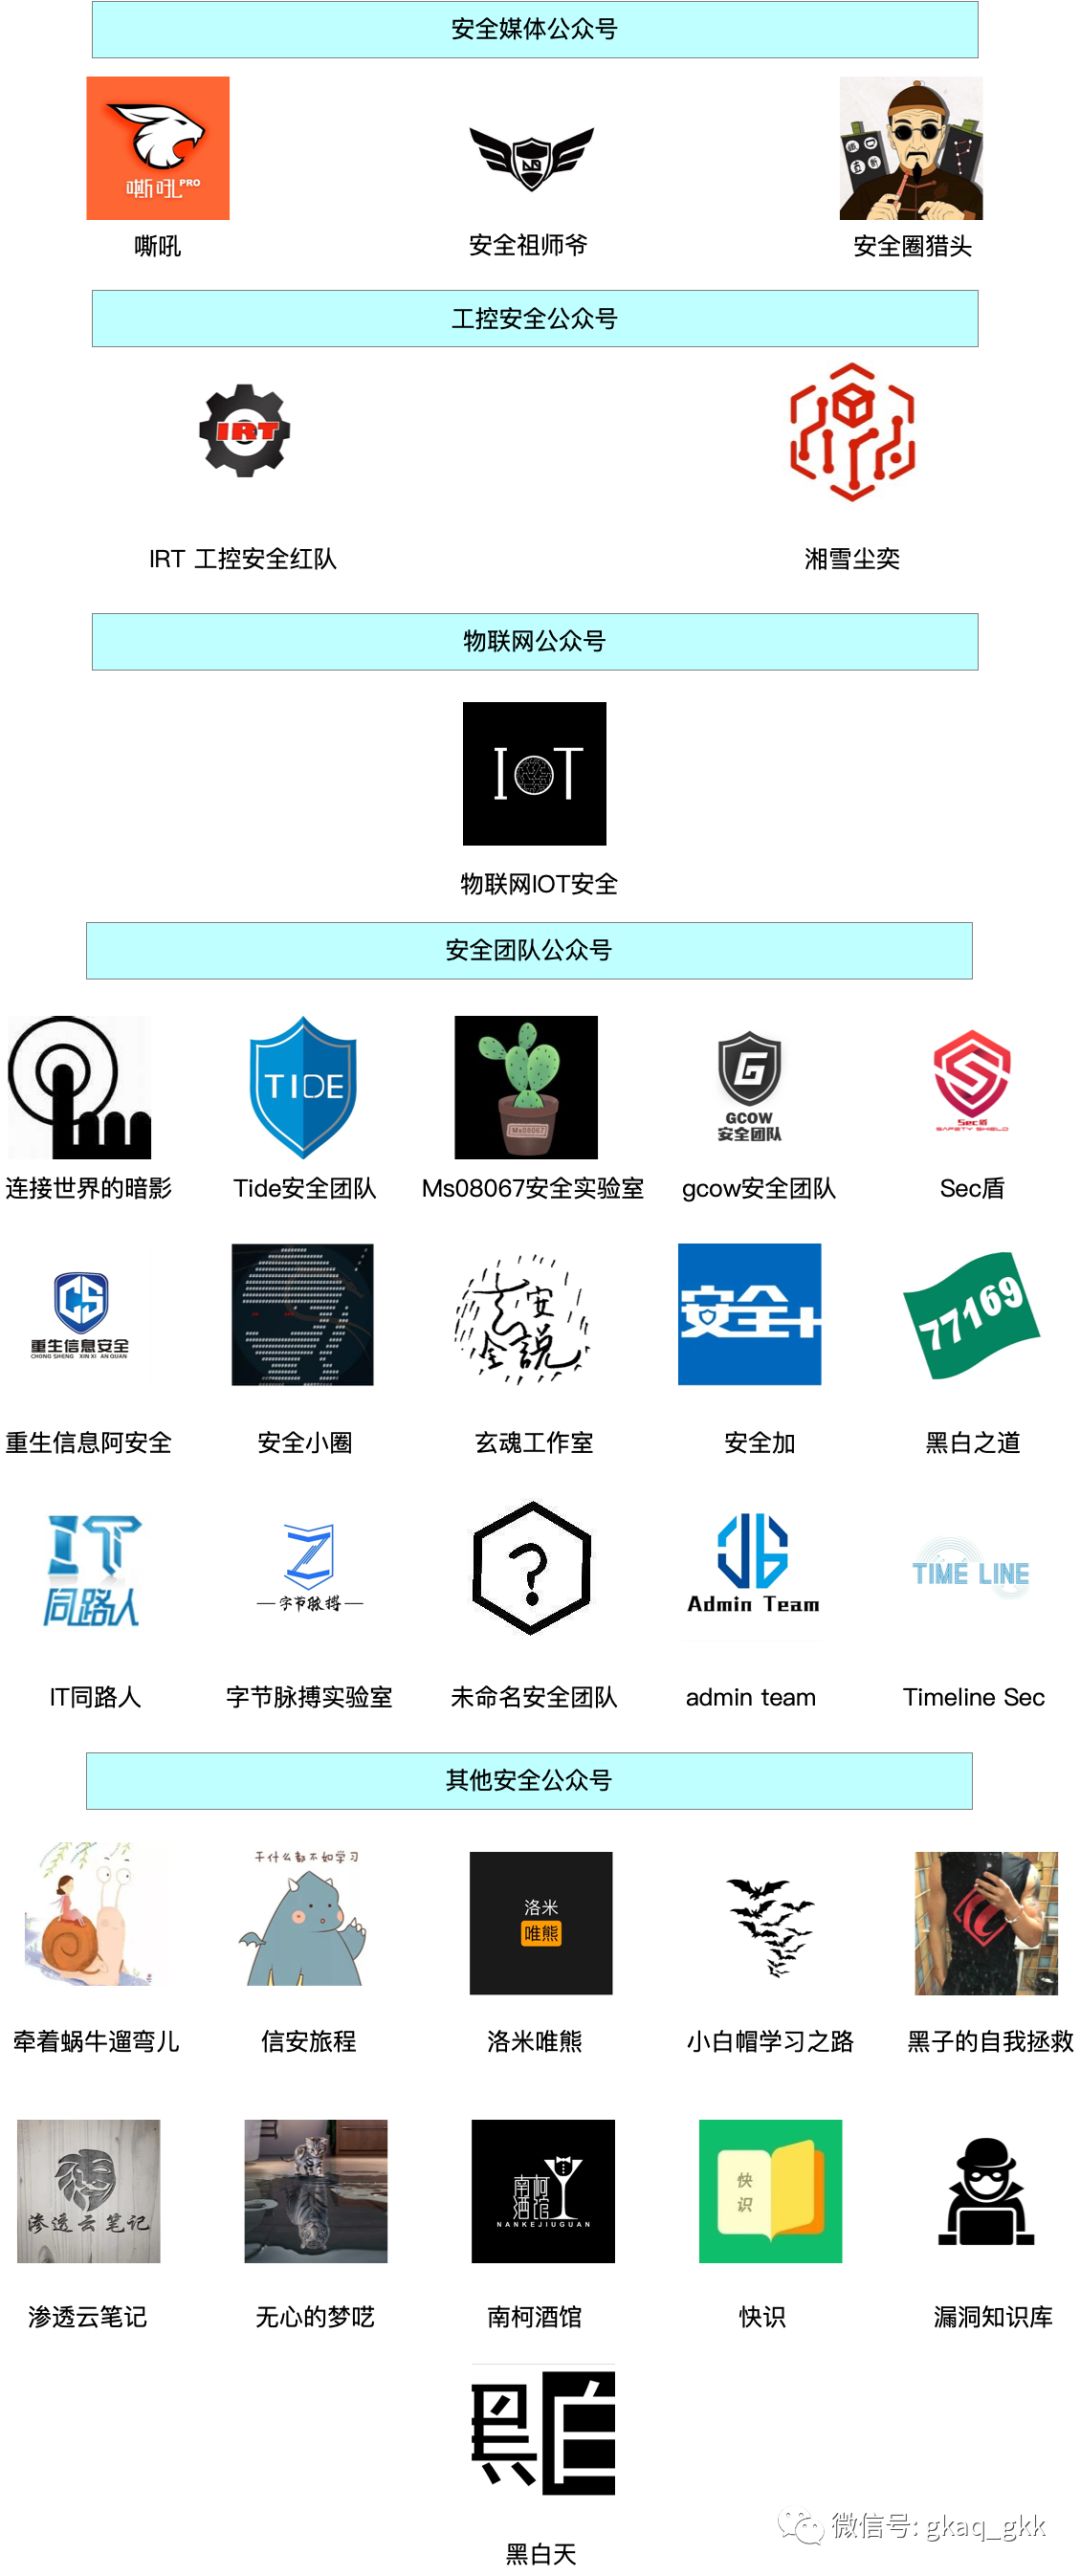 安全媒体公众号
嘶吼PRO
嘶吼
安全祖师爷
安全圈猎头
工控安全公众号
IRT
IRT 工控安全红队
湘雪尘奕
物联网公众号
IOT
物联网IOT安全
安全团队公众号
TIDE
Ms08067
G
GCOW
安全团队
S
Sec盾
SAFETY SHIELD
连接世界的暗影
Tide安全团队
Ms08067安全实验室
gcow安全团队
Sec盾
CS
重生信息安全
CHONG SHENG XIN XI AN QUAN
玄安全説
安全+
77169
重生信息阿安全
安全小圈
玄魂工作室
安全加
黑白之道
IT
同路人
Z
字节脉搏
?
Admin Team
TIME LINE
IT同路人
字节脉搏实验室
未命名安全团队
admin team
Timeline Sec
其他安全公众号
干什么都不如学习
洛米
唯熊
牵着蜗牛遛弯儿
信安旅程
洛米唯熊
小白帽学习之路
黑子的自我拯救
渗透云笔记
南柯
酒馆
NANKEJIUGUAN
快识
渗透云笔记
无心的梦呓
南柯酒馆
快识
漏洞知识库
黑白
黑白天
微信号: gkaq_gkk